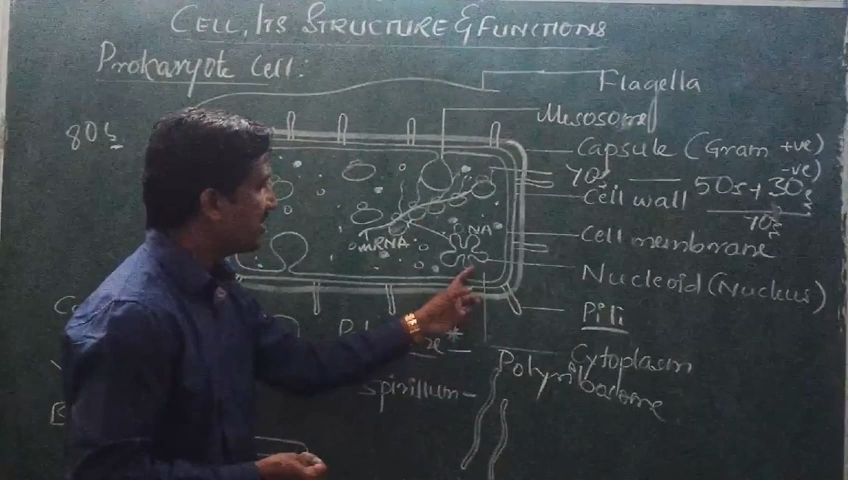 CELL, ITS STRUCTURE & FUNCTIONS
Prokaryote Cell:
Flagella
Mesosome
80s
Capsule (Gram +ve)
-ve)
70s — 50s + 30s
70s
Cell wall
mRNA
DNA
Cell membrane
Nucleoid (Nucleus)
Pili
Cytoplasm
Polyribosome
Spirillum-